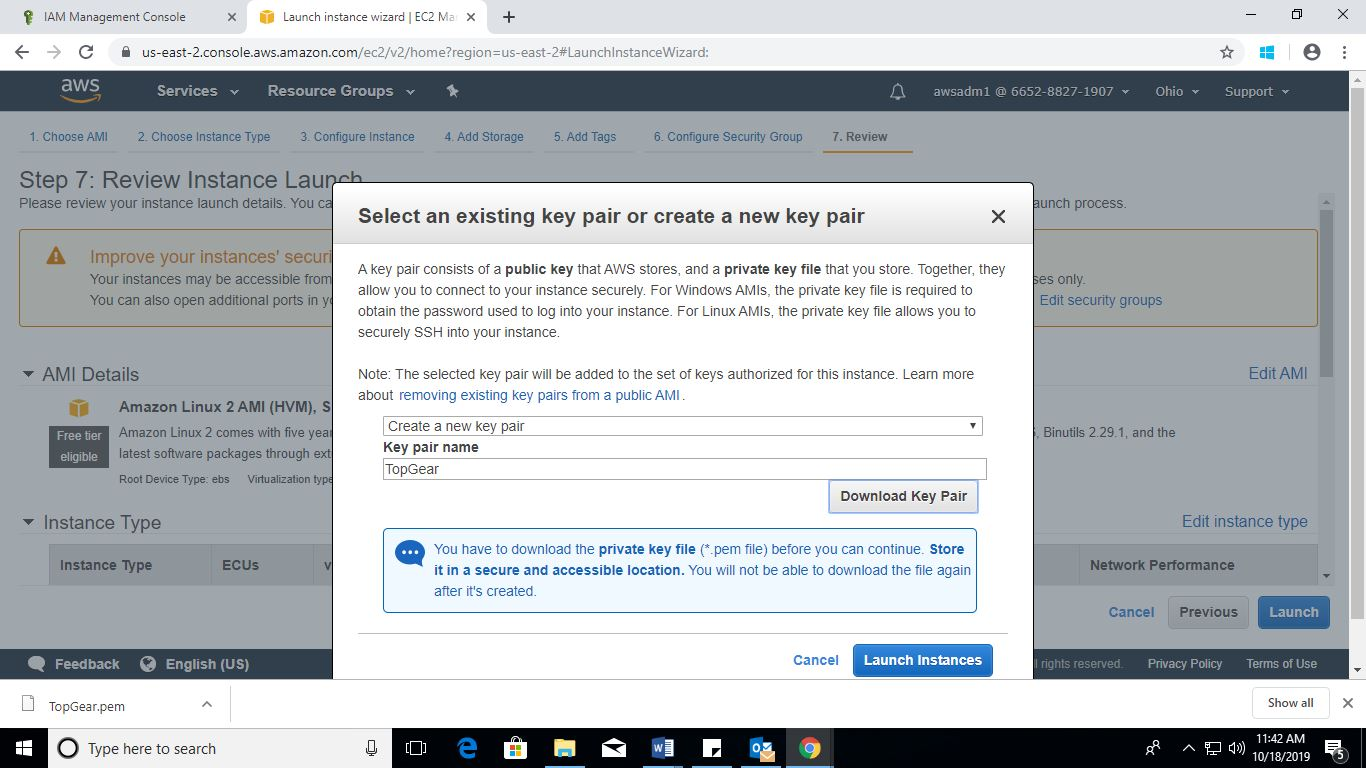 IAM Management Console
Launch instance wizard | EC2 Ma
us-east-2.console.aws.amazon.com/ec2/v2/home?region=us-east-2#LaunchInstanceWizard:
aws Services Resource Groups awsadm1 @ 6652-8827-1907 Ohio Support
1. Choose AMI 2. Choose Instance Type 3. Configure Instance 4. Add Storage 5. Add Tags 6. Configure Security Group 7. Review
Step 7: Review Instance Launch
Please review your instance launch details. You ca aunch process.
Improve your instances' securi
Your instances may be accessible from ses only.
You can also open additional ports in yo Edit security groups
AMI Details Edit AMI
Amazon Linux 2 AMI (HVM), S
Free tier
eligible
Amazon Linux 2 comes with five year , Binutils 2.29.1, and the
latest software packages through ext
Root Device Type: ebs Virtualization type
Instance Type Edit instance type
Instance Type ECUs v Network Performance
Cancel Previous Launch
Select an existing key pair or create a new key pair
A key pair consists of a public key that AWS stores, and a private key file that you store. Together, they
allow you to connect to your instance securely. For Windows AMIs, the private key file is required to
obtain the password used to log into your instance. For Linux AMIs, the private key file allows you to
securely SSH into your instance.
Note: The selected key pair will be added to the set of keys authorized for this instance. Learn more
about removing existing key pairs from a public AMI .
Create a new key pair
Key pair name
TopGear
Download Key Pair
You have to download the private key file (*.pem file) before you can continue. Store
it in a secure and accessible location. You will not be able to download the file again
after it's created.
Cancel Launch Instances
Feedback English (US) rights reserved. Privacy Policy Terms of Use
TopGear.pem Show all
Type here to search
11:42 AM
10/18/2019
5